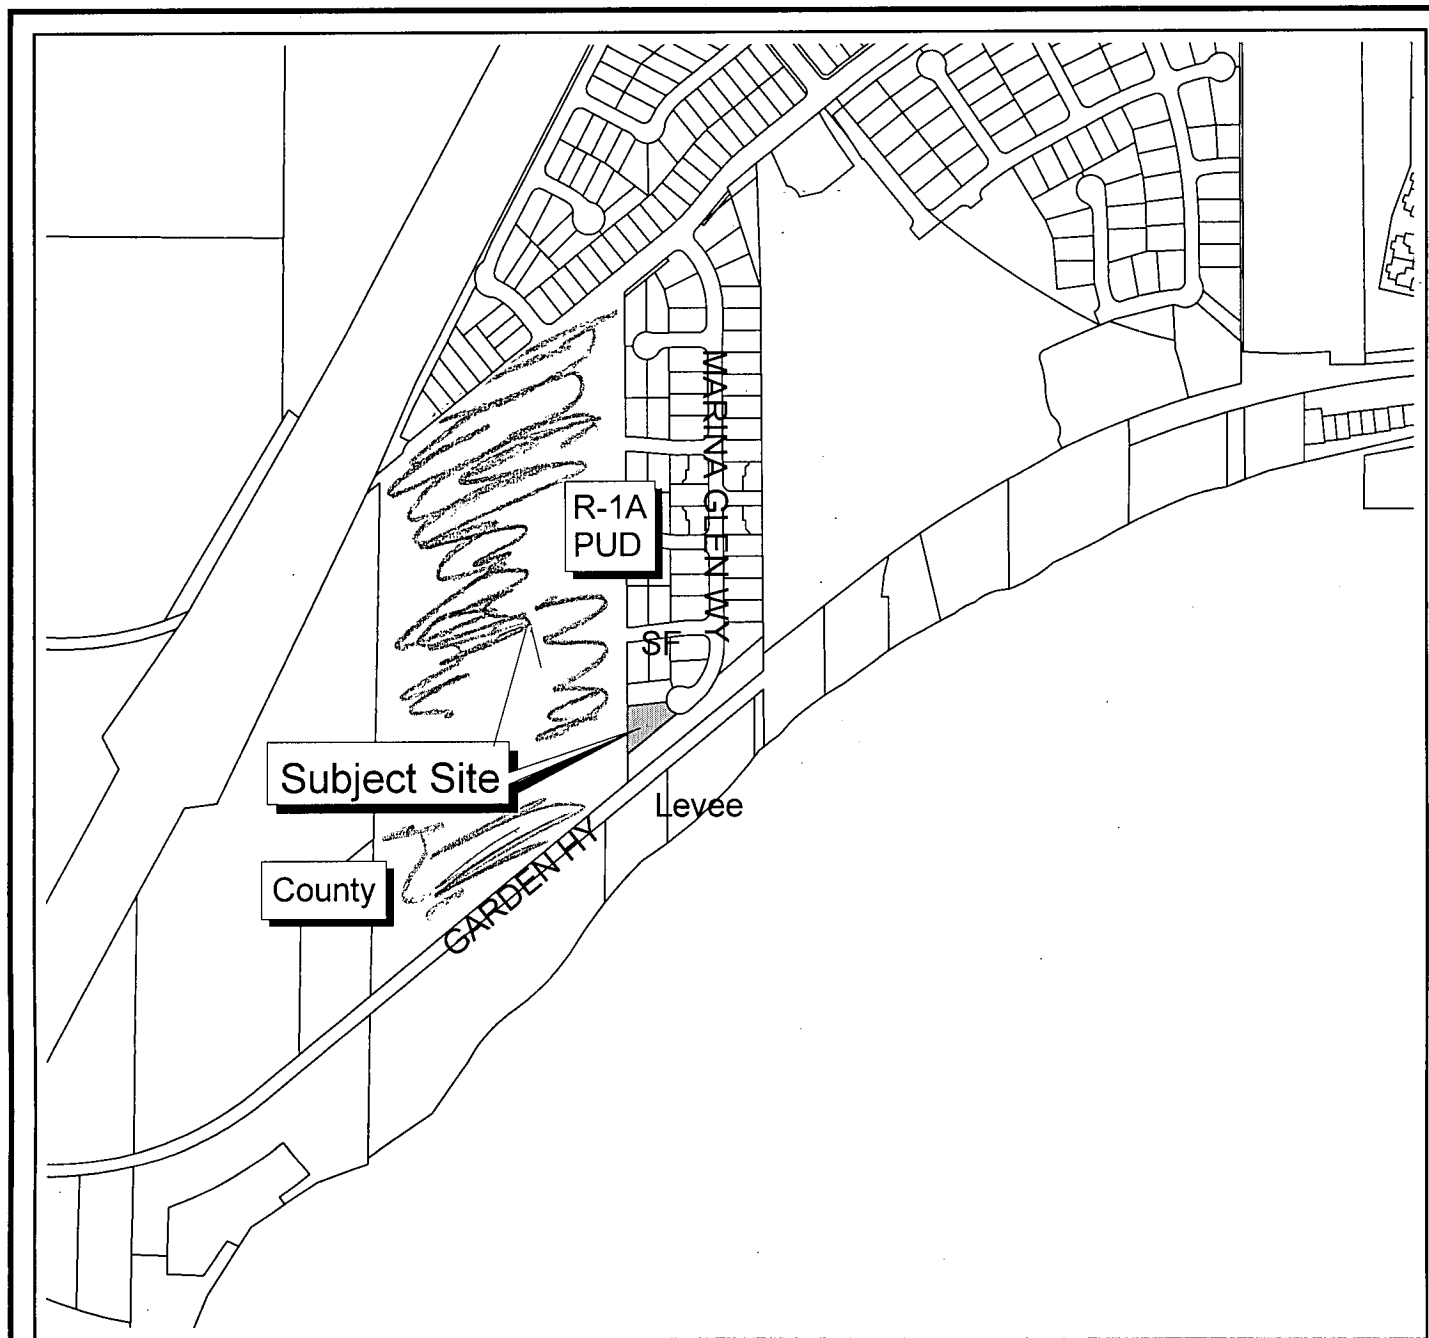 MARINA GLEN WY
R-1A
PUD
SF
Subject Site
Levee
County
GARDEN HY